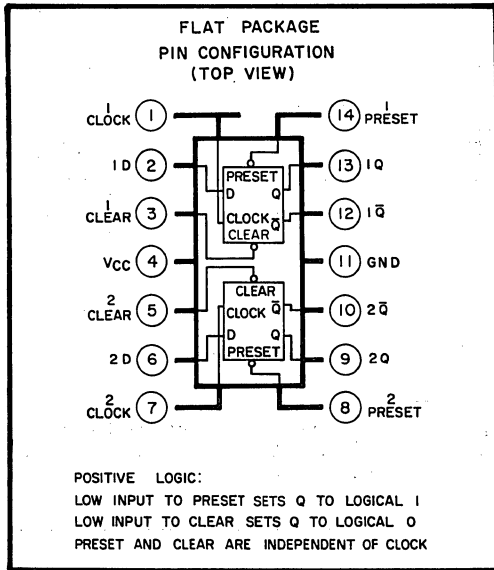 FLAT PACKAGE
PIN CONFIGURATION
(TOP VIEW)
1 CLOCK 1
14 1 PRESET
1D 2
13 1Q
1 CLEAR 3
12 1Q̅
VCC 4
11 GND
2 CLEAR 5
10 2Q̅
2D 6
9 2Q
2 CLOCK 7
8 2 PRESET
PRESET
D Q
CLOCK Q̅
CLEAR
CLEAR
CLOCK Q̅
D Q
PRESET
POSITIVE LOGIC:
LOW INPUT TO PRESET SETS Q TO LOGICAL 1
LOW INPUT TO CLEAR SETS Q TO LOGICAL 0
PRESET AND CLEAR ARE INDEPENDENT OF CLOCK